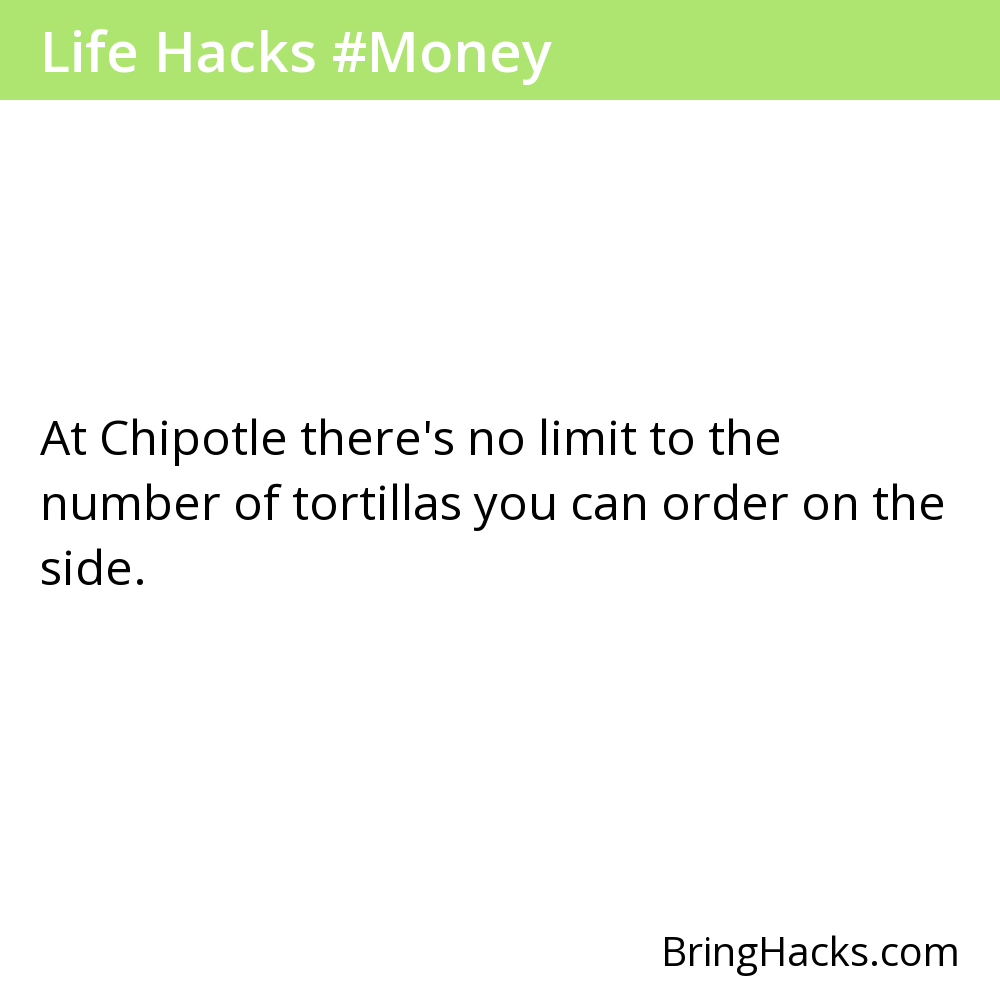 Life Hacks #Money
At Chipotle there's no limit to the
number of tortillas you can order on the
side.
BringHacks.com